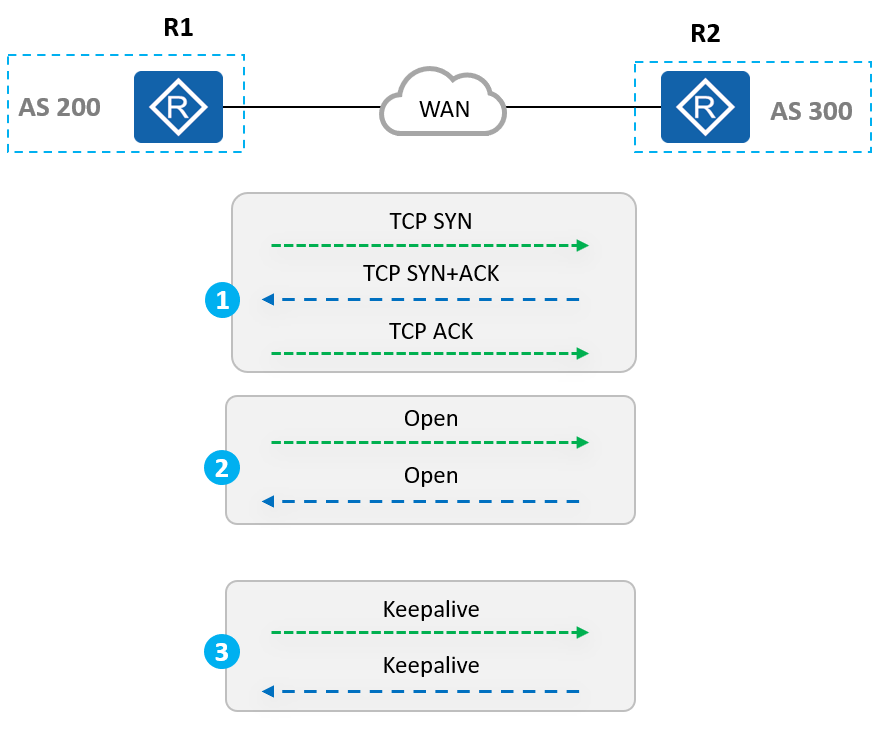 R1
R2
AS 200
R
WAN
R
AS 300
TCP SYN
TCP SYN+ACK
1
TCP ACK
Open
2
Open
Keepalive
3
Keepalive